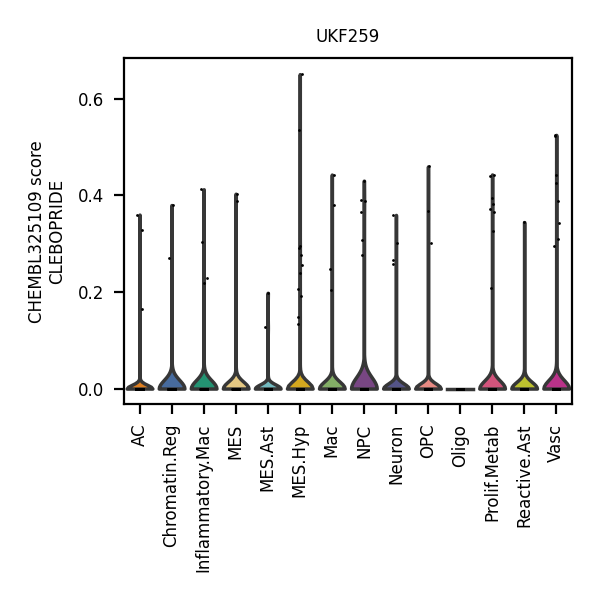 UKF259
CHEMBL325109 score
CLEBOPRIDE
0.6
0.4
0.2
0.0
AC
Chromatin.Reg
Inflammatory.Mac
MES
MES.Ast
MES.Hyp
Mac
NPC
Neuron
OPC
Oligo
Prolif.Metab
Reactive.Ast
Vasc